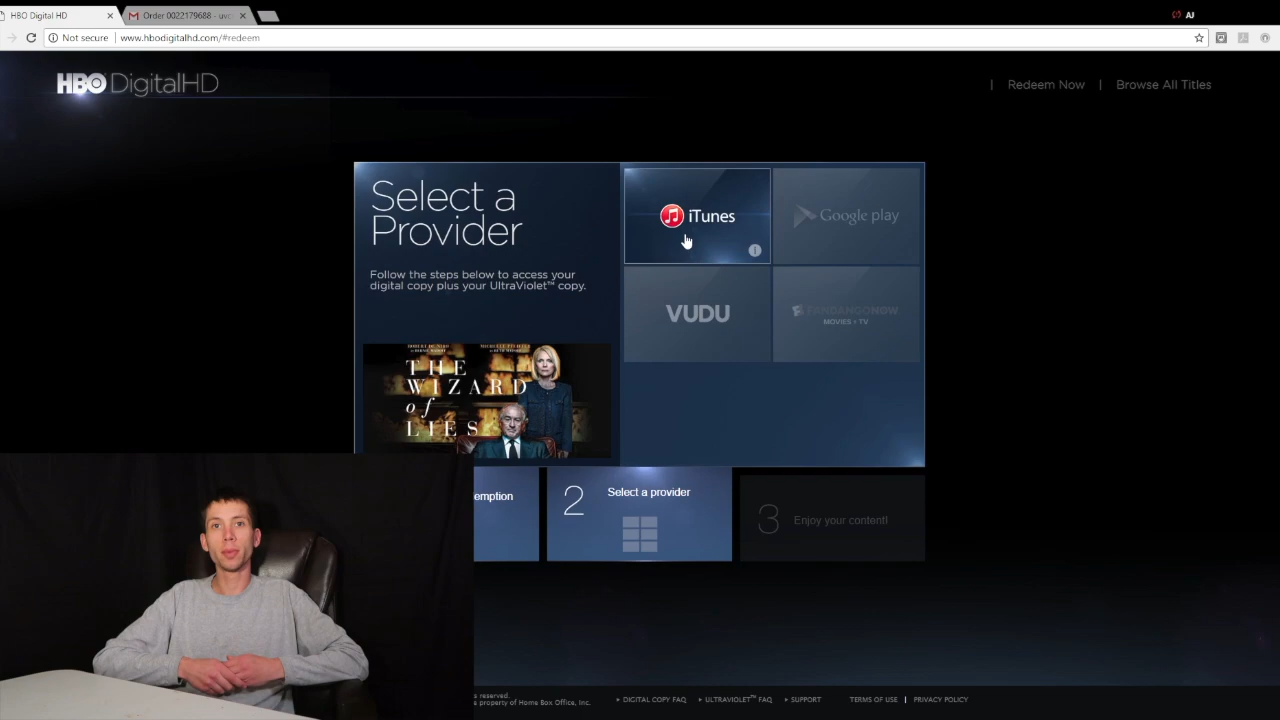 HBO Digital HD
Order 0022179688 - uvc
AJ
Not secure | www.hbodigitalhd.com/#redeem
HBO DigitalHD
| Redeem Now | Browse All Titles
Select a
Provider
Follow the steps below to access your
digital copy plus your UltraViolet™ copy.
iTunes
Google play
VUDU
FANDANGONOW
MOVIES + TV
THE
WIZARD
of
LIES
emption
2 Select a provider
3 Enjoy your content!
s reserved.
s property of Home Box Office, Inc.
DIGITAL COPY FAQ
ULTRAVIOLET™ FAQ
SUPPORT
TERMS OF USE | PRIVACY POLICY